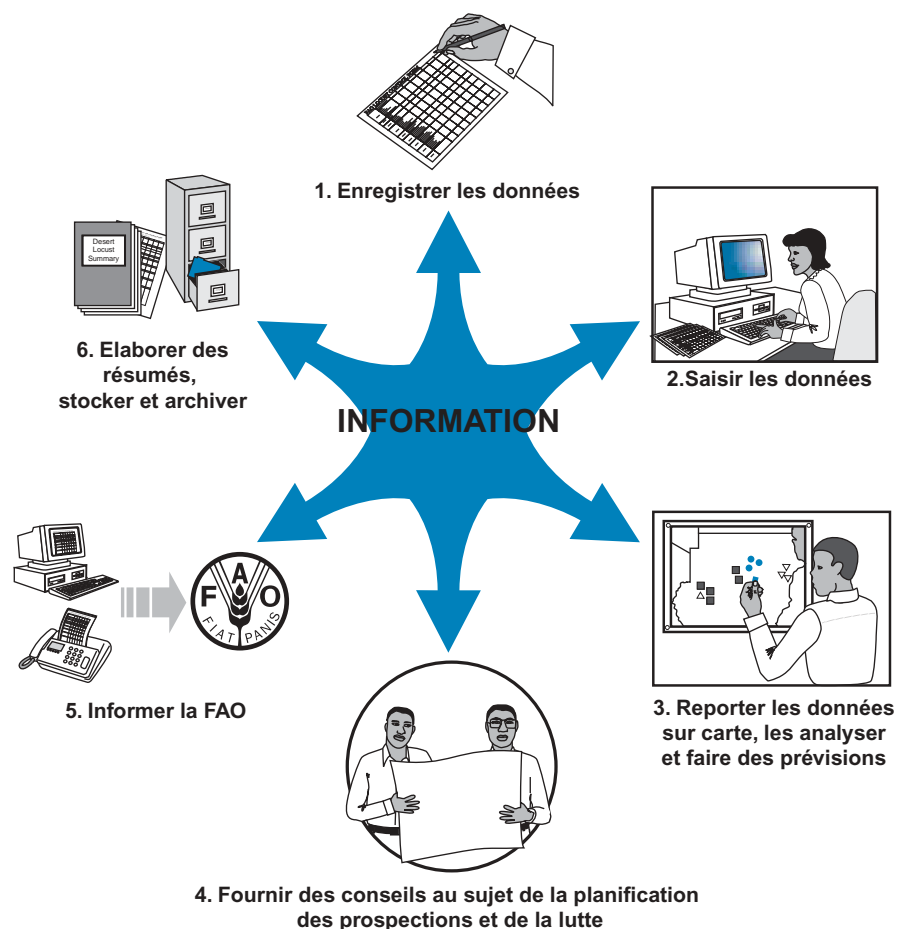 1. Enregistrer les données
2.Saisir les données
3. Reporter les données
sur carte, les analyser
et faire des prévisions
4. Fournir des conseils au sujet de la planification
des prospections et de la lutte
5. Informer la FAO
F A O
FIAT PANIS
Desert
Locust
Summary
6. Elaborer des
résumés,
stocker et archiver
INFORMATION